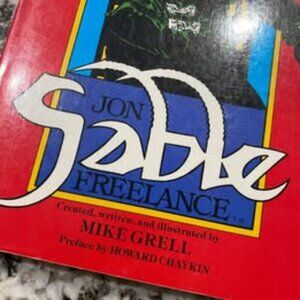 JON
Sable
FREELANCE
Created, written, and illustrated by
MIKE GRELL
Preface by HOWARD CHAYKIN